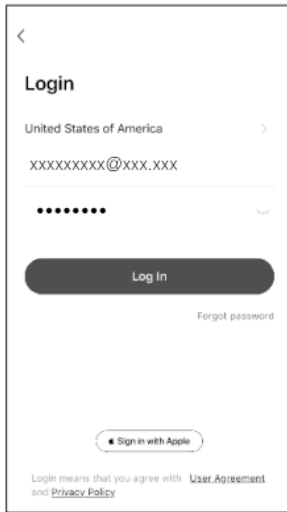 Login
United States of America
xxxxxxxxx@xxx.xxx
••••••••
Log In
Forgot password
Sign in with Apple
Login means that you agree with User Agreement
and Privacy Policy